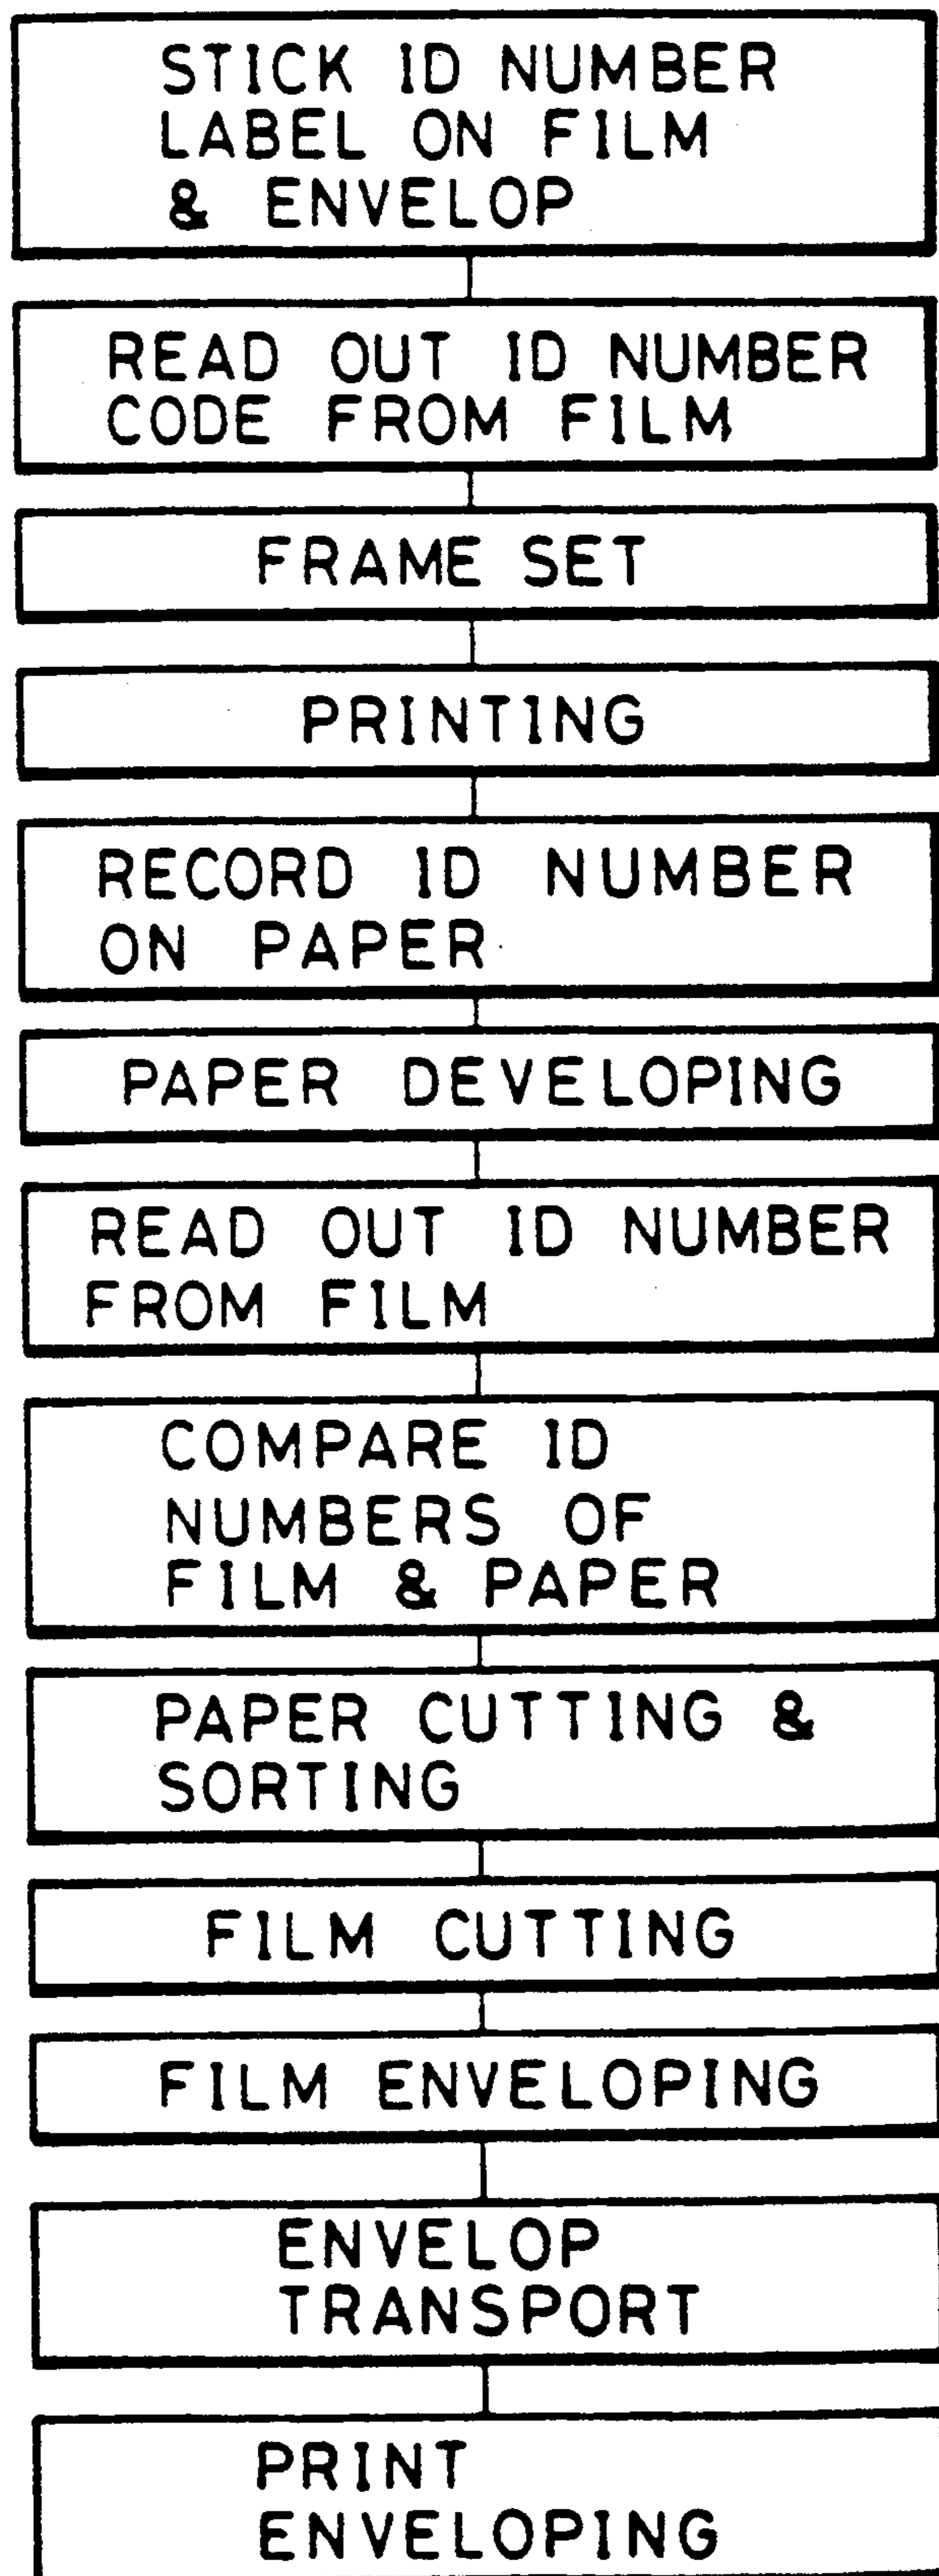 STICK ID NUMBER
LABEL ON FILM
& ENVELOP
READ OUT ID NUMBER
CODE FROM FILM
FRAME SET
PRINTING
RECORD ID NUMBER
ON PAPER
PAPER DEVELOPING
READ OUT ID NUMBER
FROM FILM
COMPARE ID
NUMBERS OF
FILM & PAPER
PAPER CUTTING &
SORTING
FILM CUTTING
FILM ENVELOPING
ENVELOP
TRANSPORT
PRINT
ENVELOPING